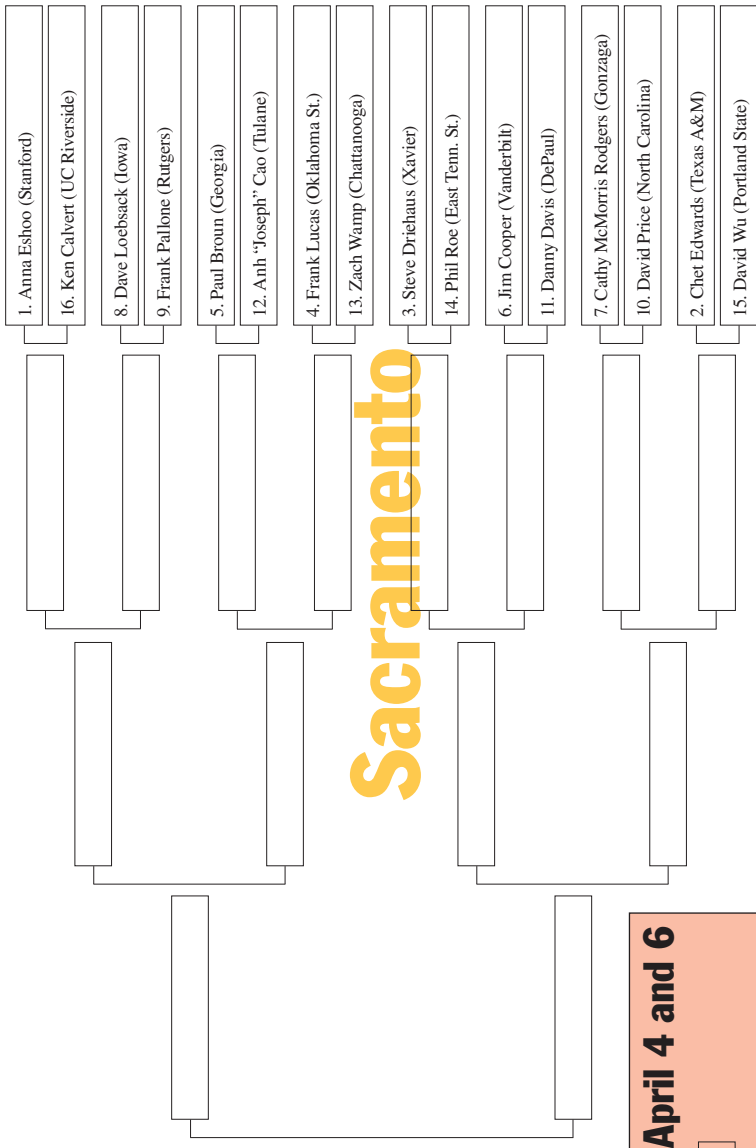 1. Anna Eshoo (Stanford)
16. Ken Calvert (UC Riverside)
8. Dave Loebsack (Iowa)
9. Frank Pallone (Rutgers)
5. Paul Broun (Georgia)
12. Anh “Joseph” Cao (Tulane)
4. Frank Lucas (Oklahoma St.)
13. Zach Wamp (Chattanooga)
3. Steve Driehaus (Xavier)
14. Phil Roe (East Tenn. St.)
6. Jim Cooper (Vanderbilt)
11. Danny Davis (DePaul)
7. Cathy McMorris Rodgers (Gonzaga)
10. David Price (North Carolina)
2. Chet Edwards (Texas A&M)
15. David Wu (Portland State)
Sacramento
April 4 and 6